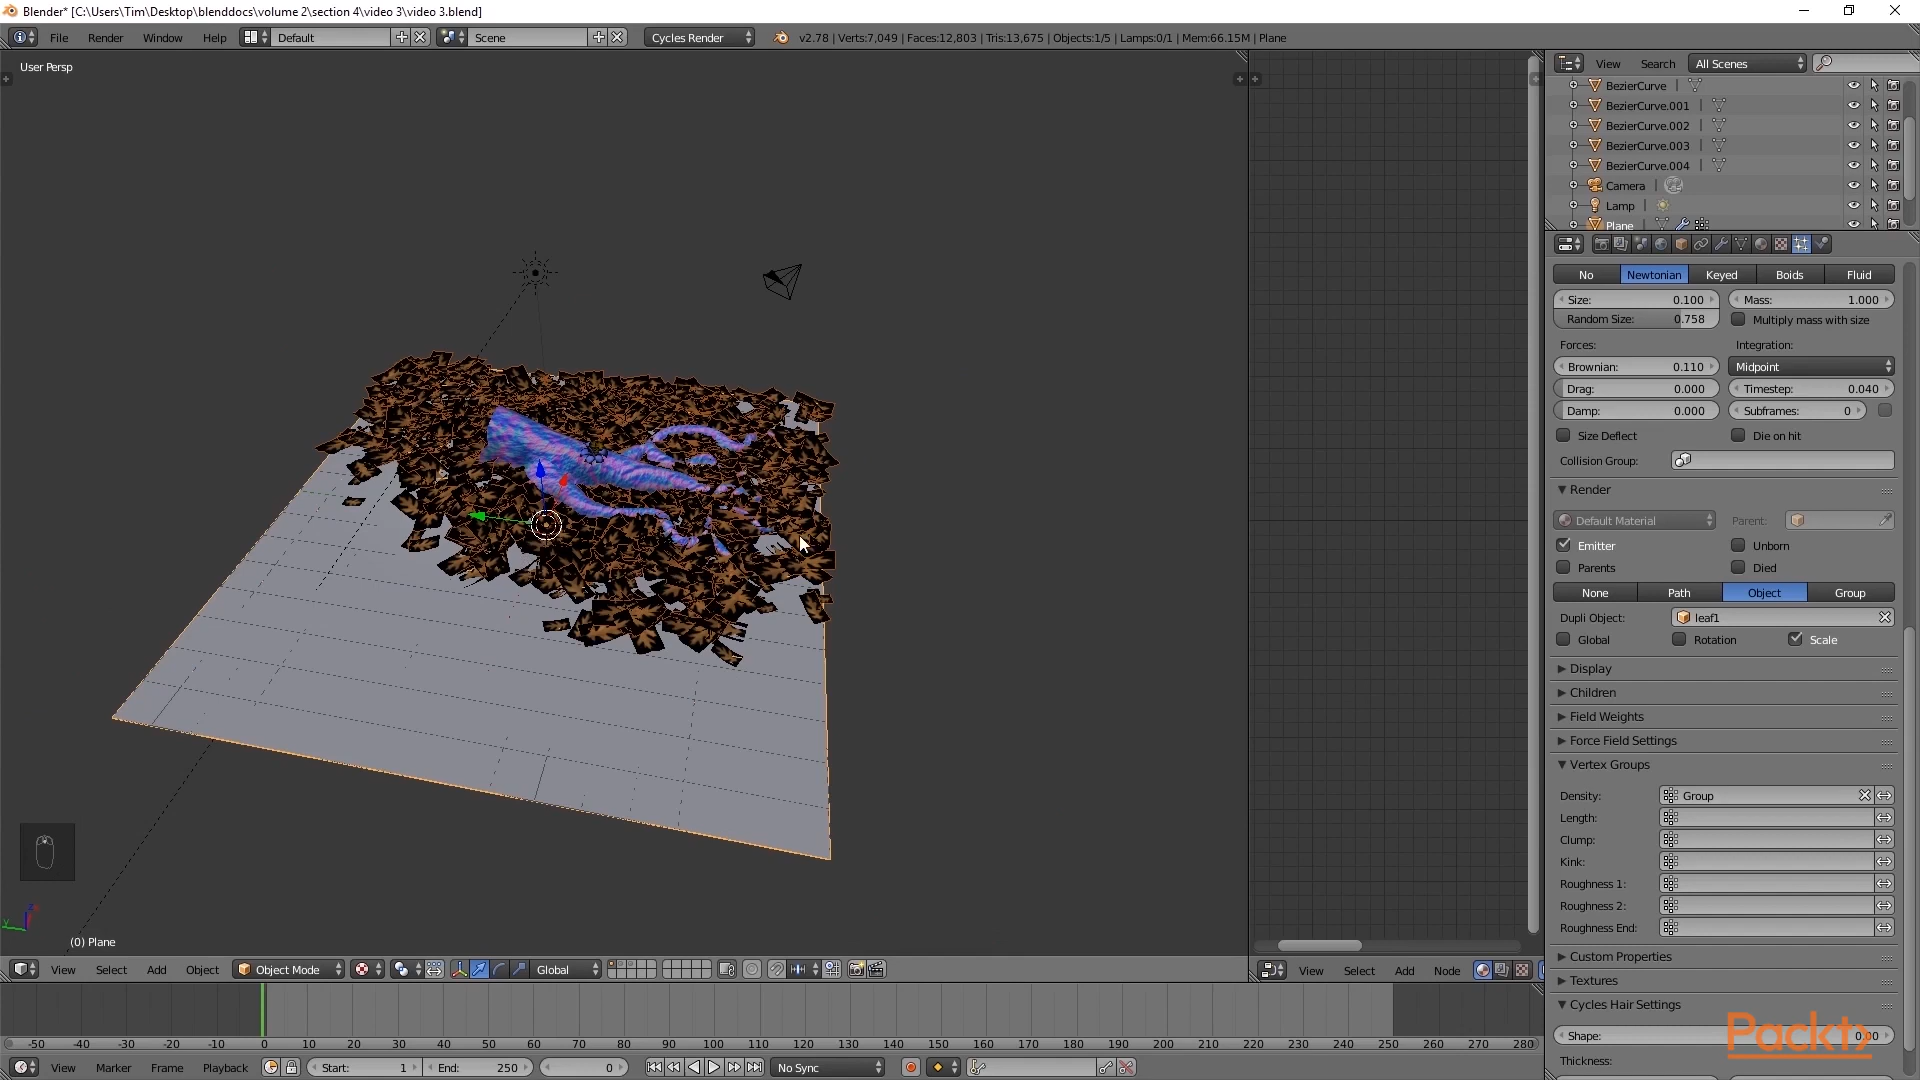 Blender* [C:\Users\Tim\Desktop\blenddocs\volume 2\section 4\video 3\video 3.blend]
File Render Window Help Default Scene Cycles Render v2.78 | Verts:7,049 | Faces:12,803 | Tris:13,675 | Objects:1/5 | Lamps:0/1 | Mem:66.15M | Plane
User Persp
(0) Plane
View Select Add Object Object Mode Global
View Select Add Node
-50 -40 -30 -20 -10 0 10 20 30 40 50 60 70 80 90 100 110 120 130 140 150 160 170 180 190 200 210 220 230 240 250 260 270 280
View Marker Frame Playback Start: 1 End: 250 0 No Sync
View Search All Scenes
BezierCurve
BezierCurve.001
BezierCurve.002
BezierCurve.003
BezierCurve.004
Camera
Lamp
Plane
No Newtonian Keyed Boids Fluid
Size: 0.100 Mass: 1.000
Random Size: 0.758 Multiply mass with size
Forces: Integration:
Brownian: 0.110 Midpoint
Drag: 0.000 Timestep: 0.040
Damp: 0.000 Subframes: 0
Size Deflect Die on hit
Collision Group:
Render
Default Material Parent:
Emitter Unborn
Parents Died
None Path Object Group
Dupli Object: leaf1
Global Rotation Scale
Display
Children
Field Weights
Force Field Settings
Vertex Groups
Density: Group
Length:
Clump:
Kink:
Roughness 1:
Roughness 2:
Roughness End:
Custom Properties
Textures
Cycles Hair Settings
Shape: 0.00
Packt>
Thickness: